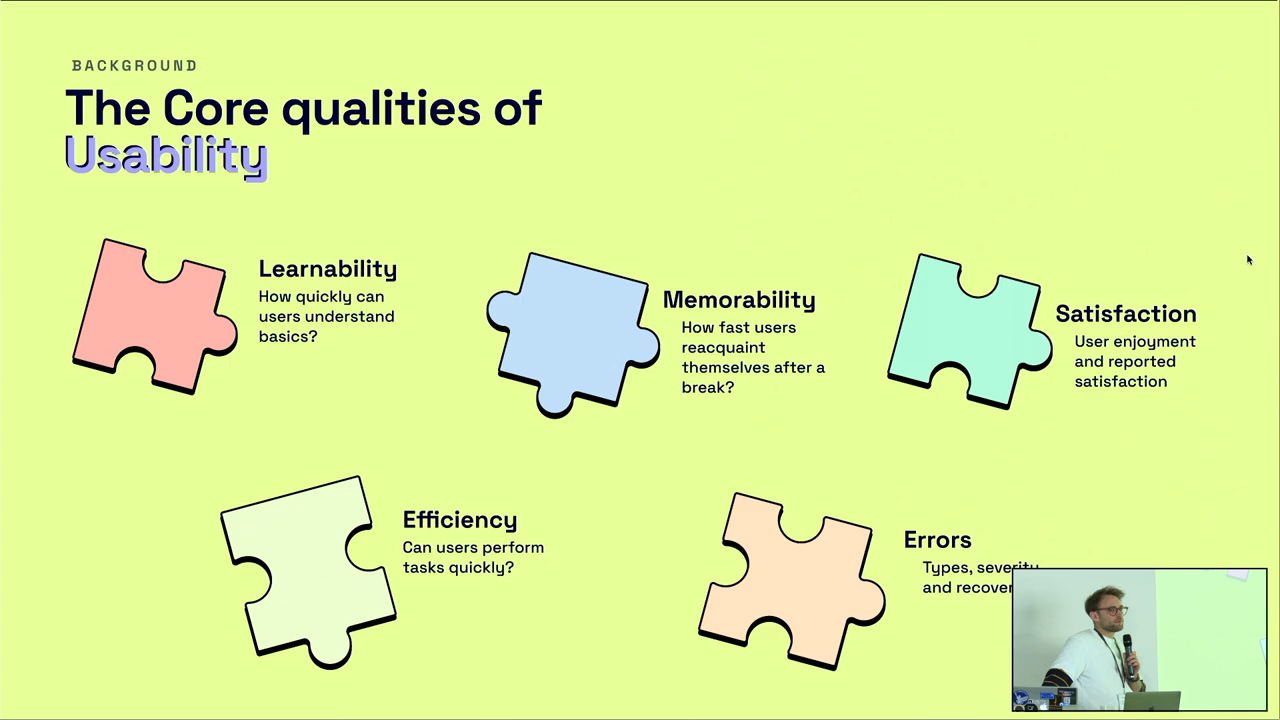 BACKGROUND
The Core qualities of
Usability
Learnability
How quickly can
users understand
basics?
Memorability
How fast users
reacquaint
themselves after a
break?
Satisfaction
User enjoyment
and reported
satisfaction
Efficiency
Can users perform
tasks quickly?
Errors
Types, severity
and